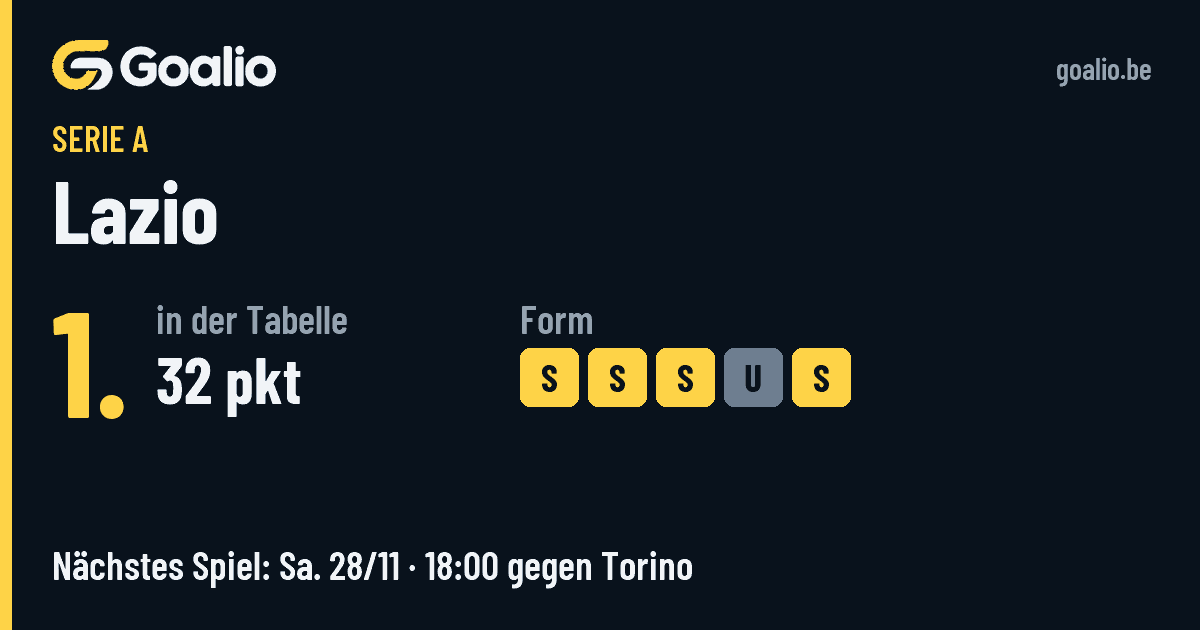 Goalio
goalio.be
SERIE A
Lazio
1.
in der Tabelle
32 pkt
Form
S S S U S
Nächstes Spiel: Sa. 28/11 · 18:00 gegen Torino